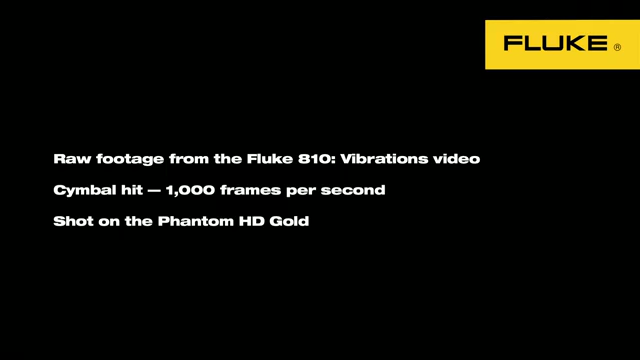 FLUKE ®
Raw footage from the Fluke 810: Vibrations video
Cymbal hit — 1,000 frames per second
Shot on the Phantom HD Gold